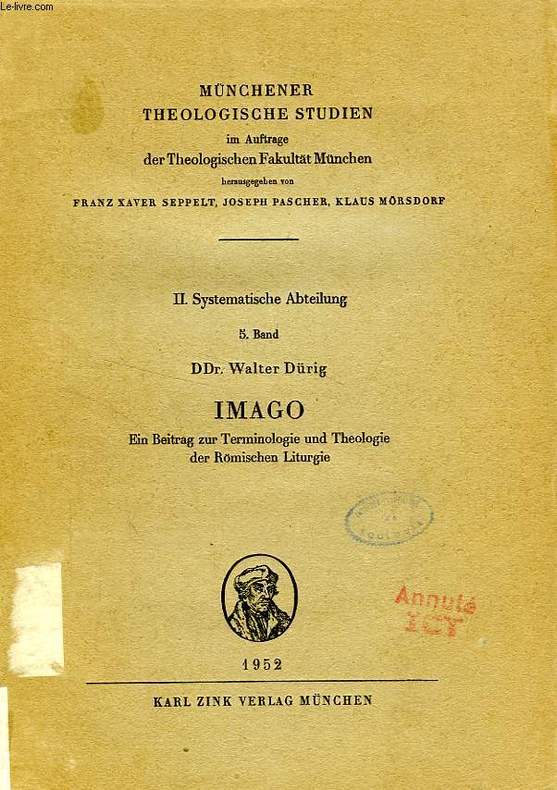 Le-livre.com
MÜNCHENER
THEOLOGISCHE STUDIEN
im Auftrage
der Theologischen Fakultät München
herausgegeben von
FRANZ XAVER SEPPELT, JOSEPH PASCHER, KLAUS MÖRSDORF
II. Systematische Abteilung
5. Band
DDr. Walter Dürig
IMAGO
Ein Beitrag zur Terminologie und Theologie
der Römischen Liturgie
Annulé
ICT
1952
KARL ZINK VERLAG MÜNCHEN